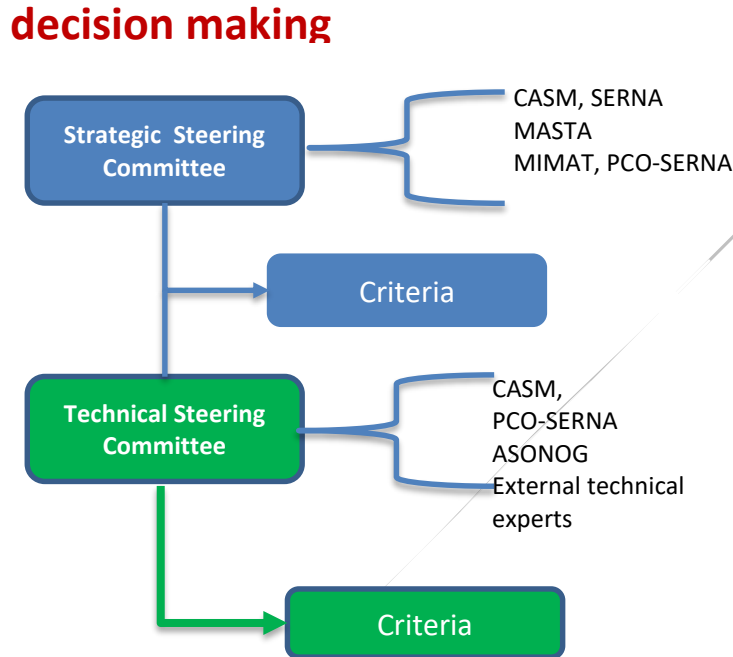 decision making
Strategic Steering
Committee
CASM, SERNA
MASTA
MIMAT, PCO-SERNA
Criteria
Technical Steering
Committee
CASM,
PCO-SERNA
ASONOG
External technical
experts
Criteria